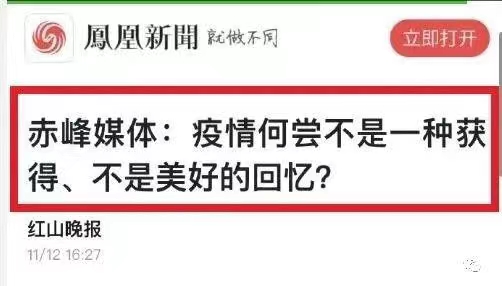 鳳凰新聞 就做不同
立即打开
赤峰媒体：疫情何尝不是一种获
得、不是美好的回忆？
红山晚报
11/12 16:27